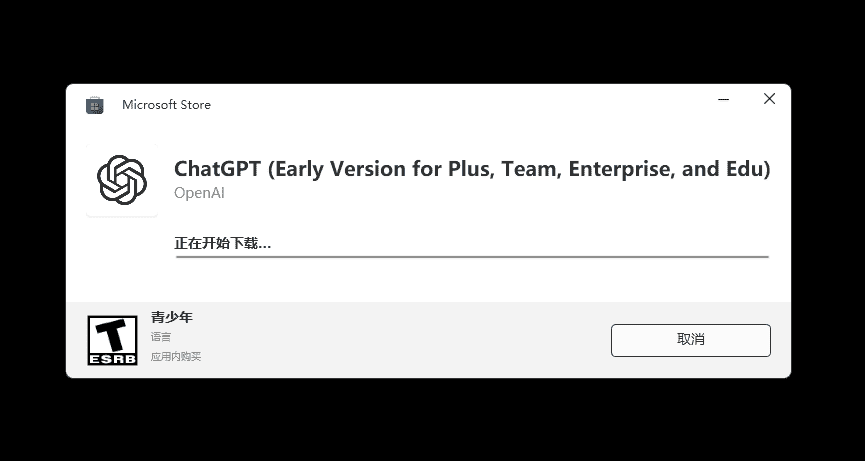 Microsoft Store
ChatGPT (Early Version for Plus, Team, Enterprise, and Edu)
OpenAI
正在开始下载...
T
ESRB
青少年
语言
应用内购买
取消